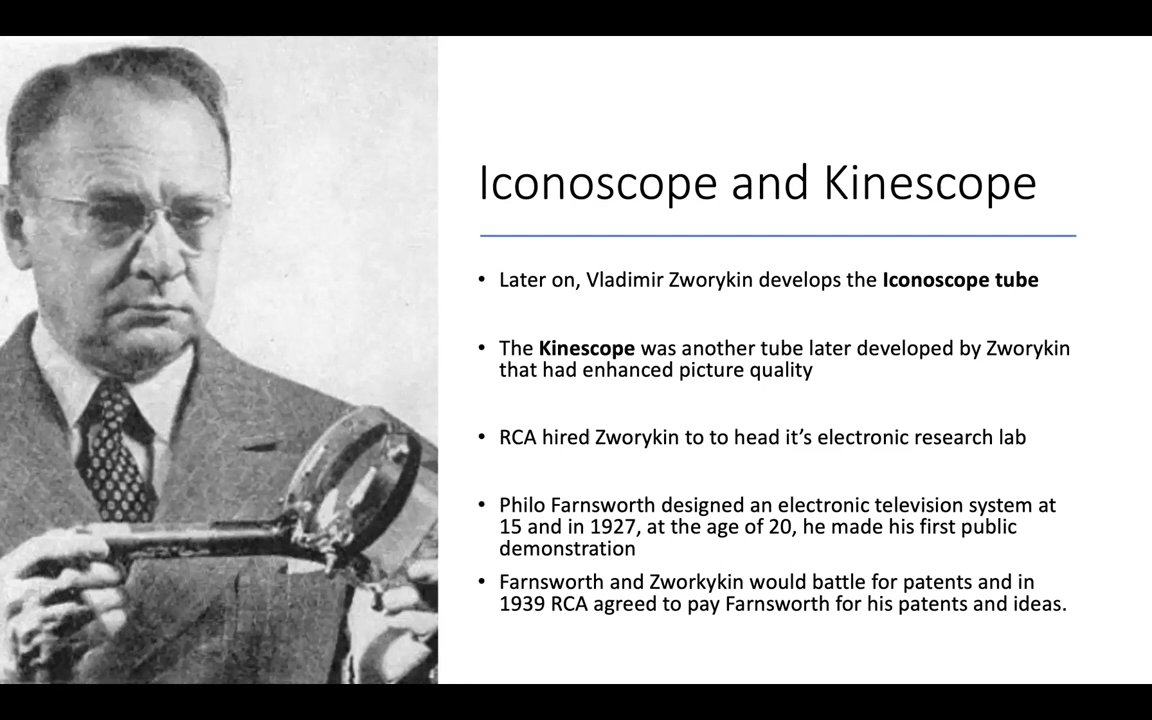 Iconoscope and Kinescope
• Later on, Vladimir Zworykin develops the Iconoscope tube
• The Kinescope was another tube later developed by Zworykin
that had enhanced picture quality
• RCA hired Zworykin to to head it’s electronic research lab
• Philo Farnsworth designed an electronic television system at
15 and in 1927, at the age of 20, he made his first public
demonstration
• Farnsworth and Zworkykin would battle for patents and in
1939 RCA agreed to pay Farnsworth for his patents and ideas.